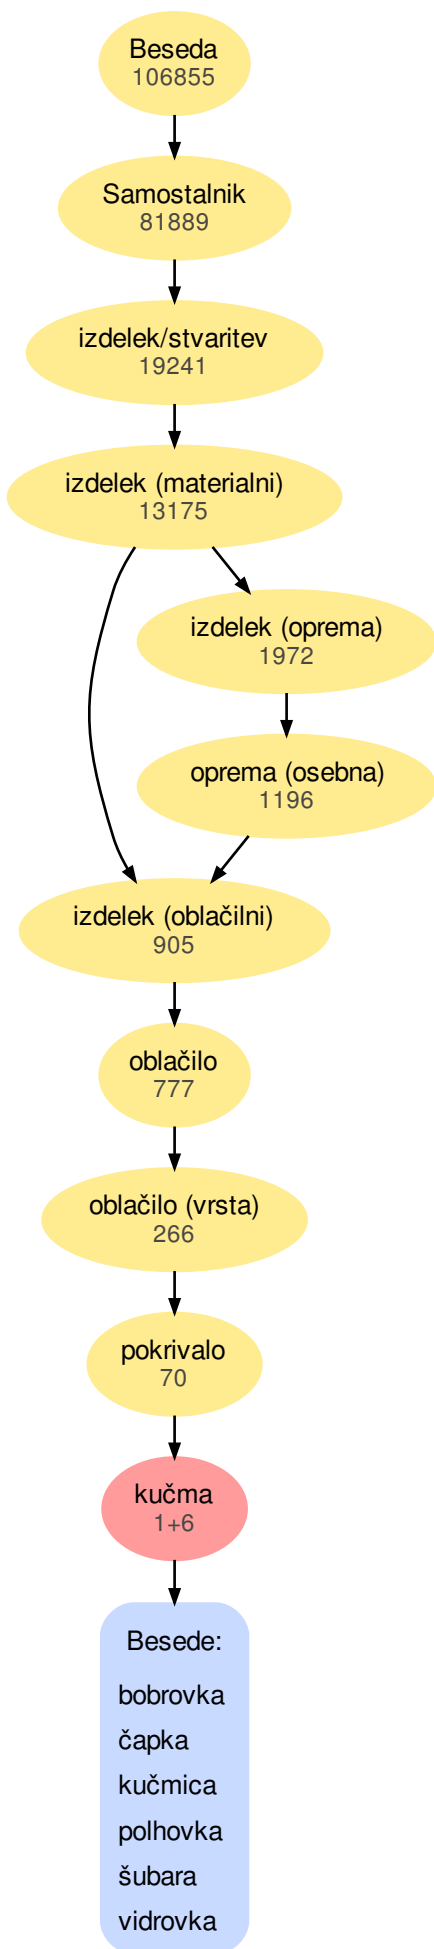 Beseda
106855
Samostalnik
81889
izdelek/stvaritev
19241
izdelek (materialni)
13175
izdelek (oprema)
1972
oprema (osebna)
1196
izdelek (oblačilni)
905
oblačilo
777
oblačilo (vrsta)
266
pokrivalo
70
kučma
1+6
Besede:
bobrovka
čapka
kučmica
polhovka
šubara
vidrovka